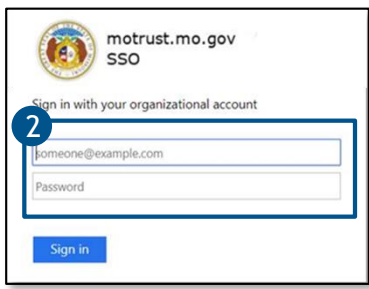 motrust.mo.gov
SSO
Sign in with your organizational account
2
someone@example.com
Password
Sign in